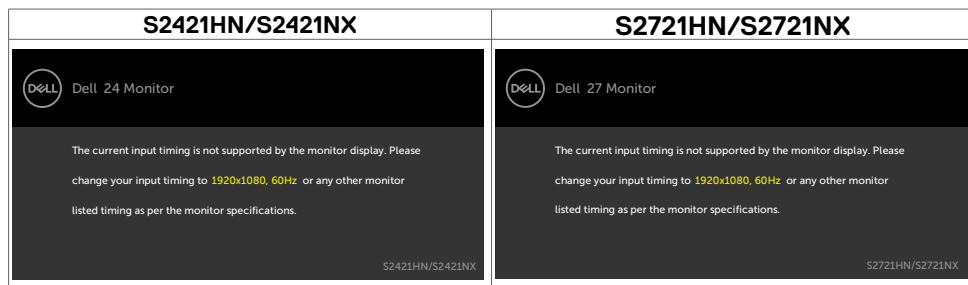 S2421HN/S2421NX
S2721HN/S2721NX
DELL Dell 24 Monitor
The current input timing is not supported by the monitor display. Please
change your input timing to 1920x1080, 60Hz or any other monitor
listed timing as per the monitor specifications.
S2421HN/S2421NX
DELL Dell 27 Monitor
The current input timing is not supported by the monitor display. Please
change your input timing to 1920x1080, 60Hz or any other monitor
listed timing as per the monitor specifications.
S2721HN/S2721NX